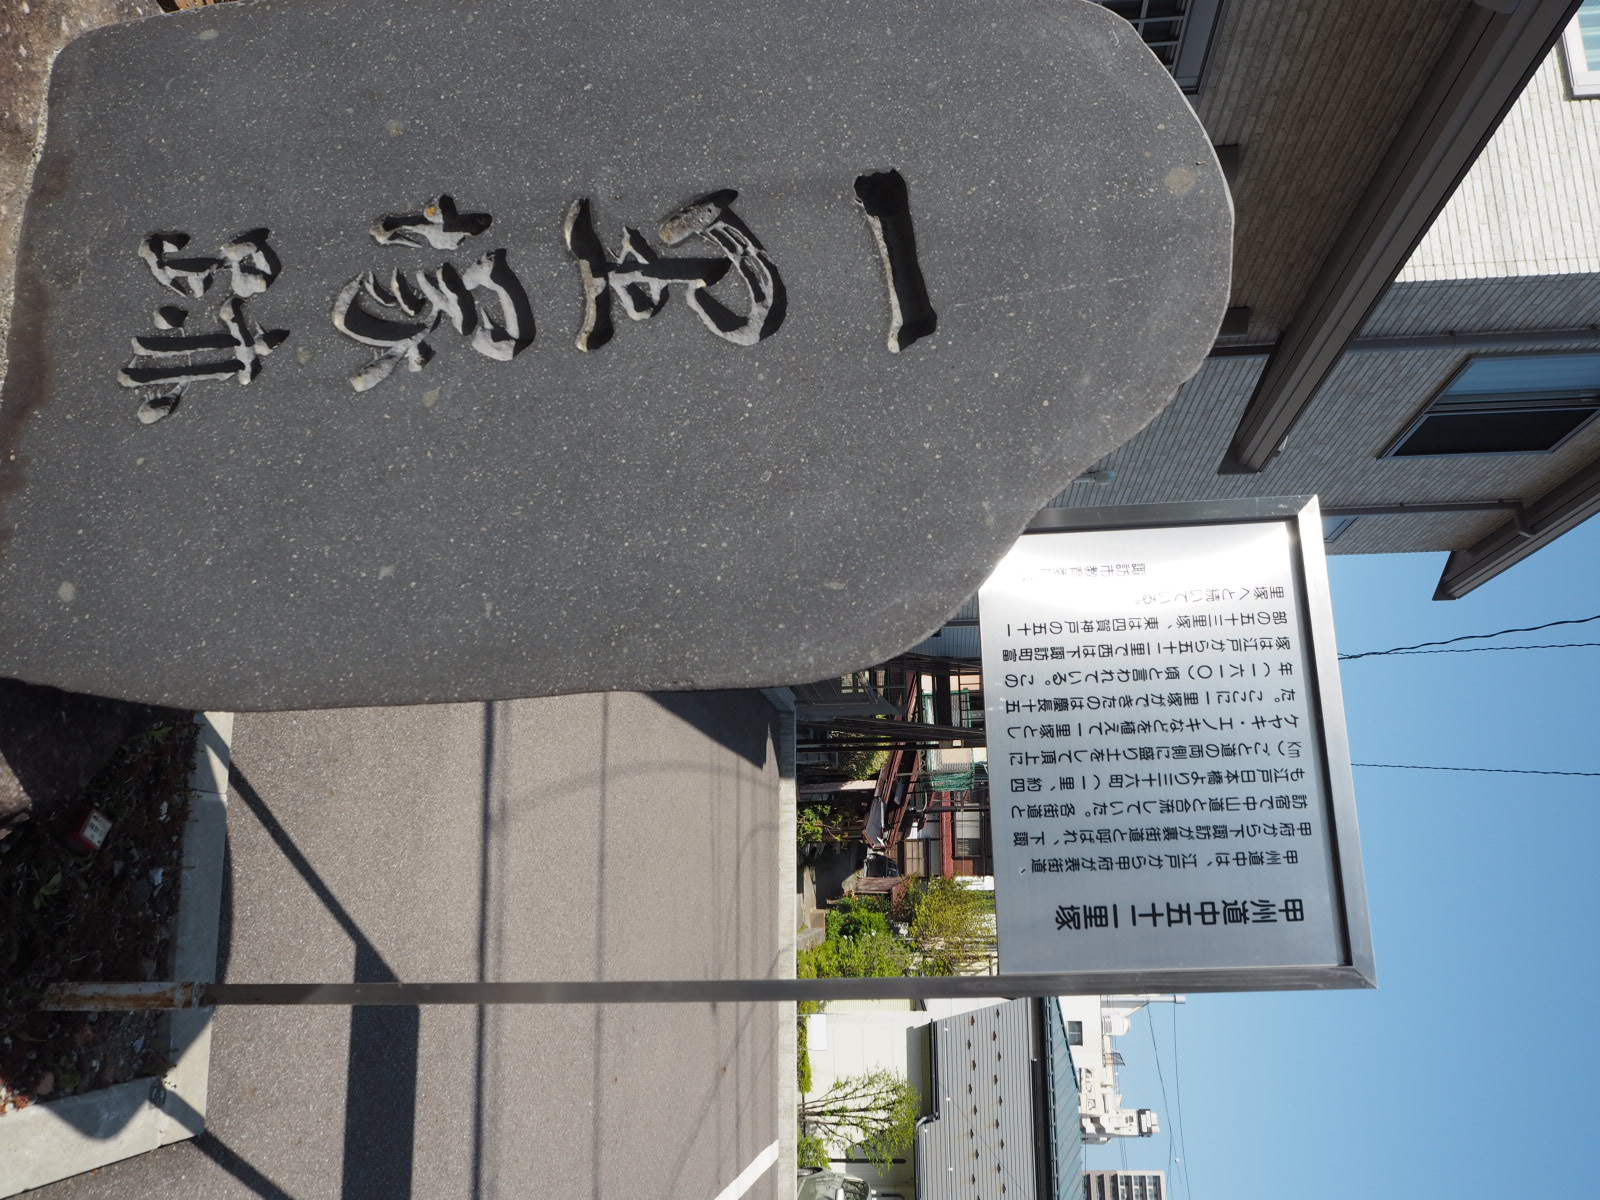 一里塚跡
甲州道中五十二里塚
甲州道中は、江戸から甲府が表街道、
甲府から下諏訪が裏街道と呼ばれ、下諏
訪宿で中山道と合流していた。各街道と
も江戸日本橋より三十六町(一里、約四
km)ごと道の両側に盛り土をして頂上に
ケヤキ・エノキなどを植えて一里塚とし
た。ここに一里塚ができたのは慶長十五
年(一六一〇)頃と言われている。この
塚は江戸から五十二里で西は下諏訪町富
部の五十三里塚、東は四賀神戸の五十一
里塚へと続いている。
諏訪市教育